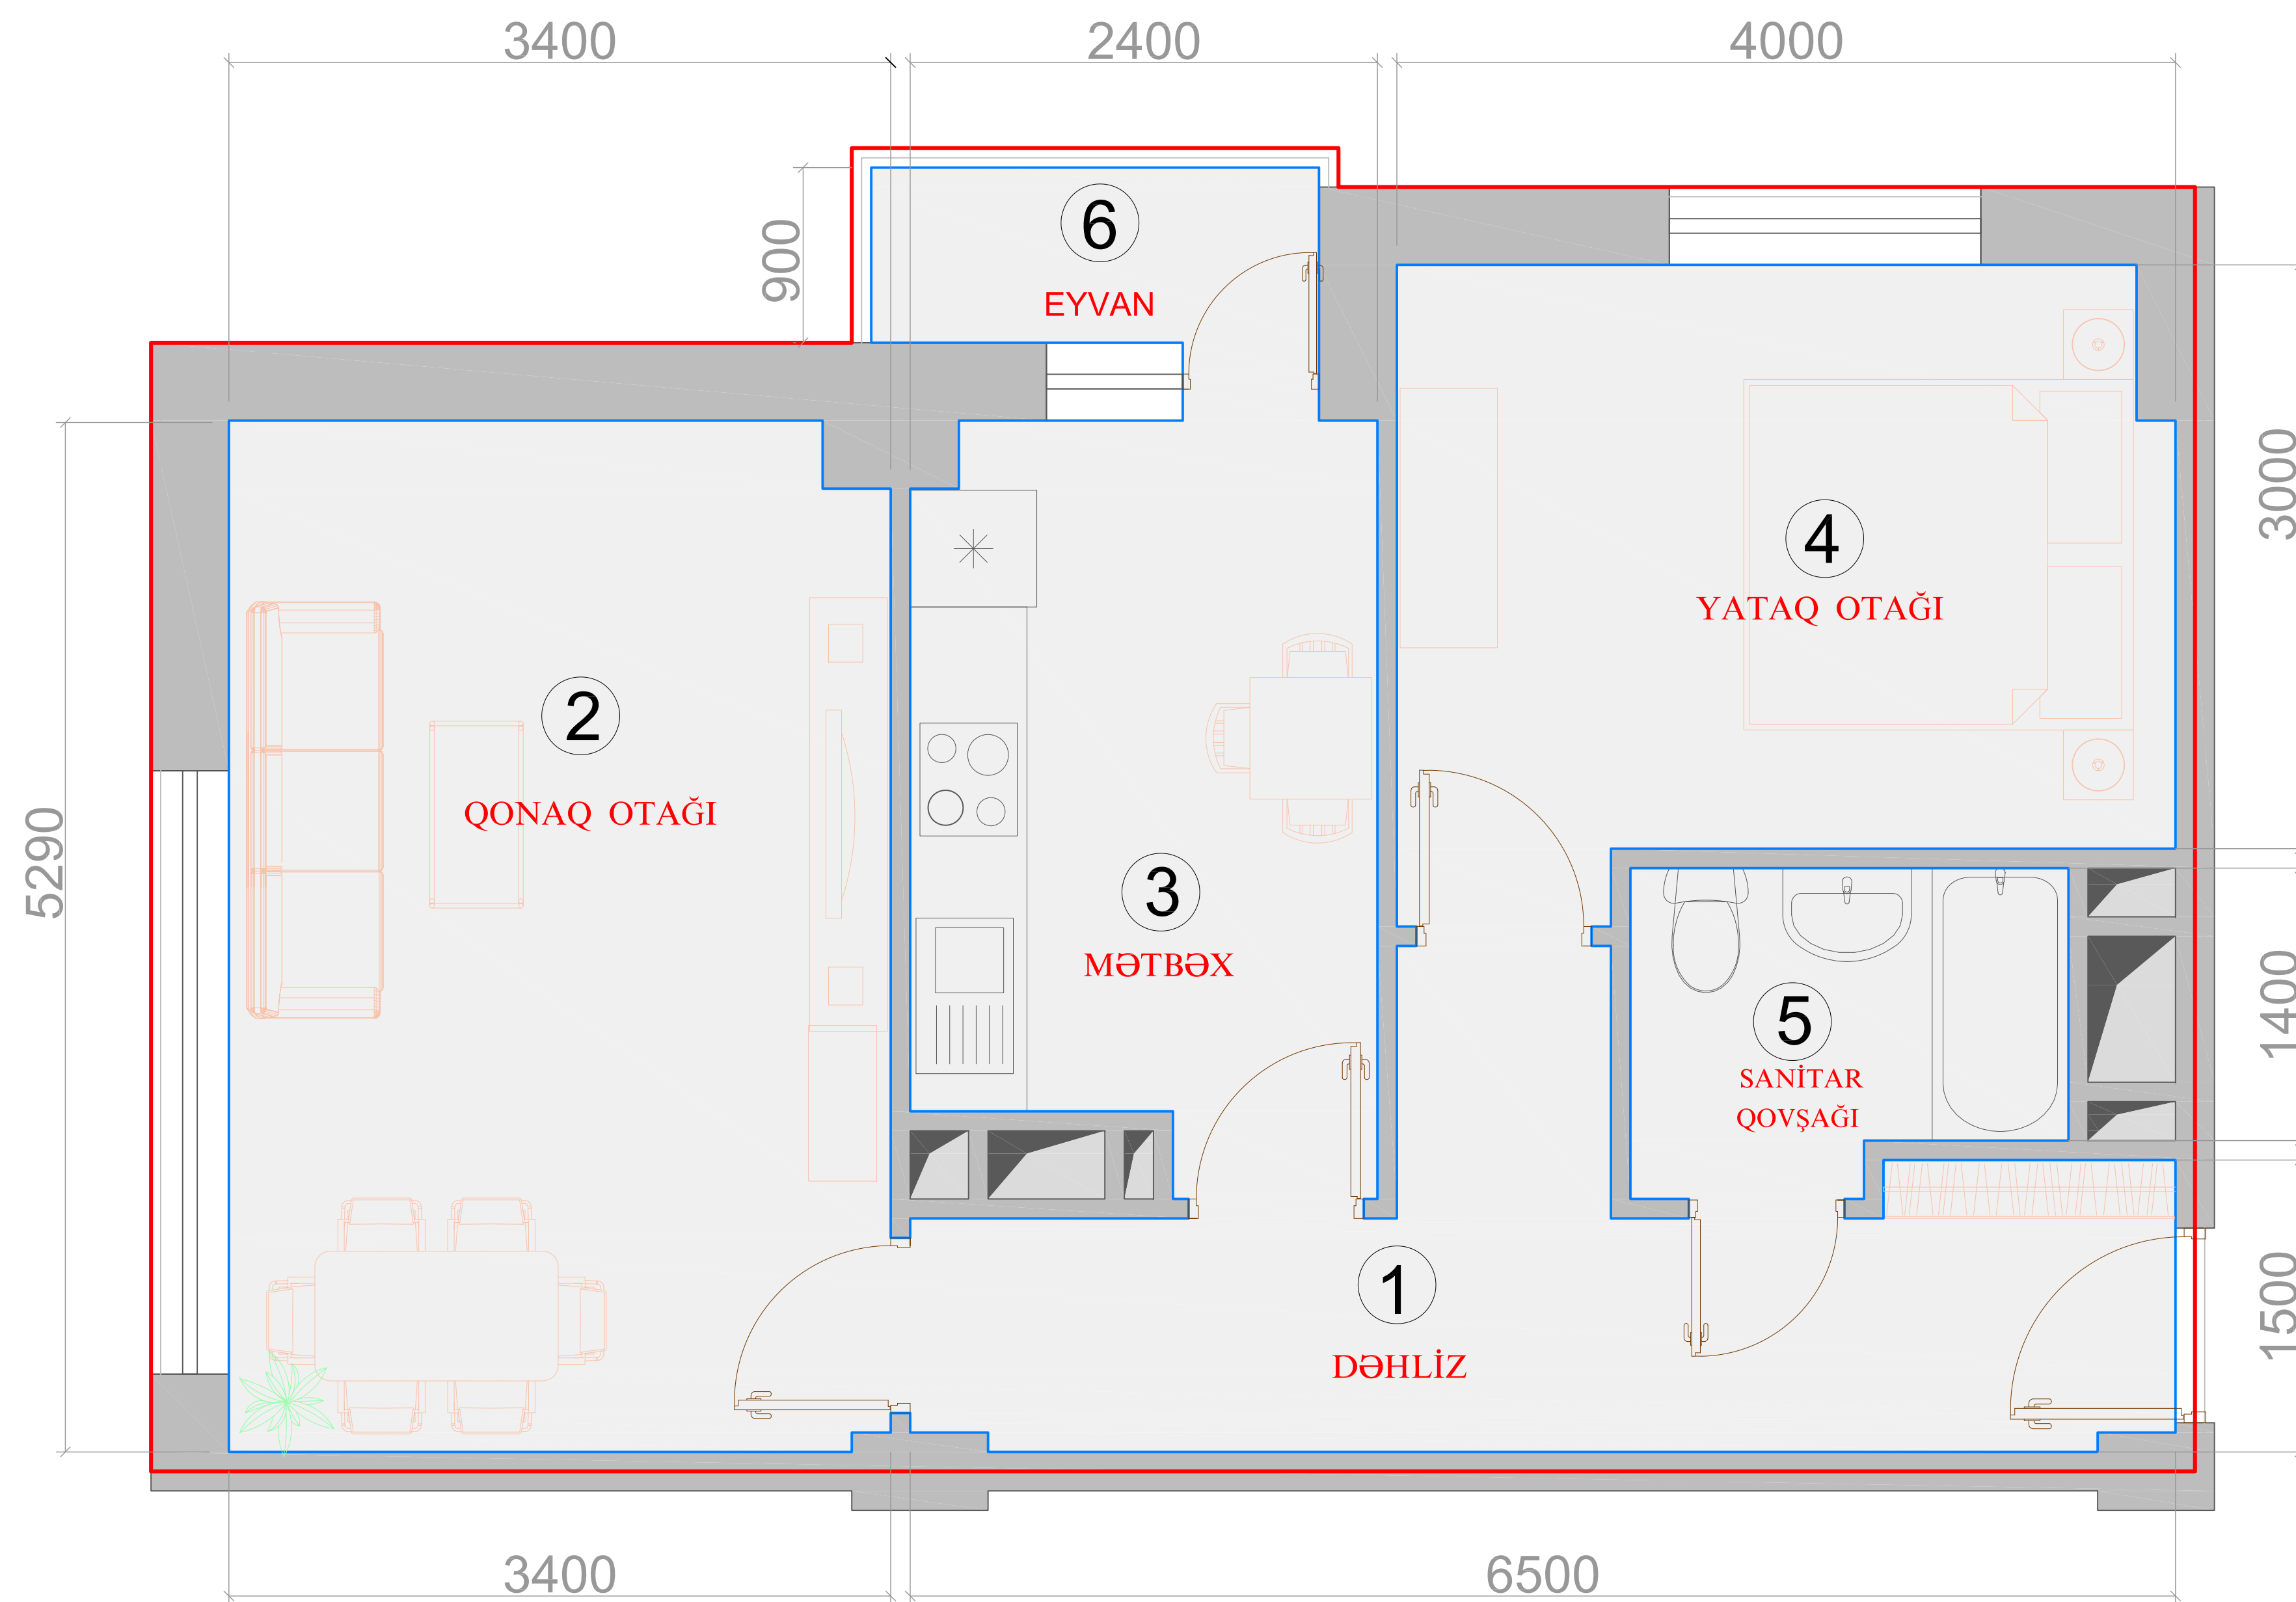 3400
2400
4000
6
EYVAN
900
3000
4
YATAQ OTAĞI
2
QONAQ OTAĞI
5290
3
MƏTBƏX
5
SANİTAR
QOVŞAĞI
1400
1
DƏHLİZ
1500
3400
6500